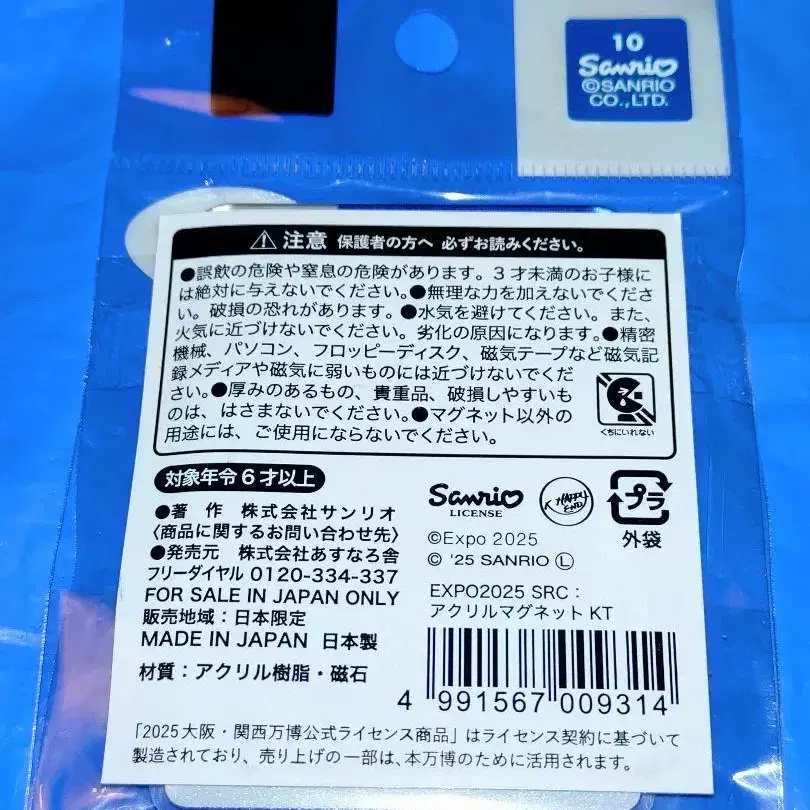 10
Sanrio
©SANRIO
CO.,LTD.
⚠注意 保護者の方へ 必ずお読みください。
●誤飲の危険や窒息の危険があります。3才未満のお子様に
は絶対に与えないでください。●無理な力を加えないでくださ
い。破損の恐れがあります。●水気を避けてください。また、
火気に近づけないでください。劣化の原因になります。●精密
機械、パソコン、フロッピーディスク、磁気テープなど磁気記
録メディアや磁気に弱いものには近づけないでくださ
い。●厚みのあるもの、貴重品、破損しやすいも
のは、はさまないでください。●マグネット以外の
用途には、ご使用にならないでください。
くちにいれない
対象年令6才以上
●著 作 株式会社サンリオ
〈商品に関するお問い合わせ先〉
●発売元 株式会社あすなろ舎
フリーダイヤル 0120-334-337
FOR SALE IN JAPAN ONLY
販売地域：日本限定
MADE IN JAPAN 日本製
材質：アクリル樹脂・磁石
Sanrio
LICENSE
HAPPY
END
プラ
外袋
©Expo 2025
© '25 SANRIO Ⓛ
EXPO2025 SRC：
アクリルマグネット KT
4 991567 009314
「2025大阪・関西万博公式ライセンス商品」はライセンス契約に基づいて
製造されており、売り上げの一部は、本万博のために活用されます。